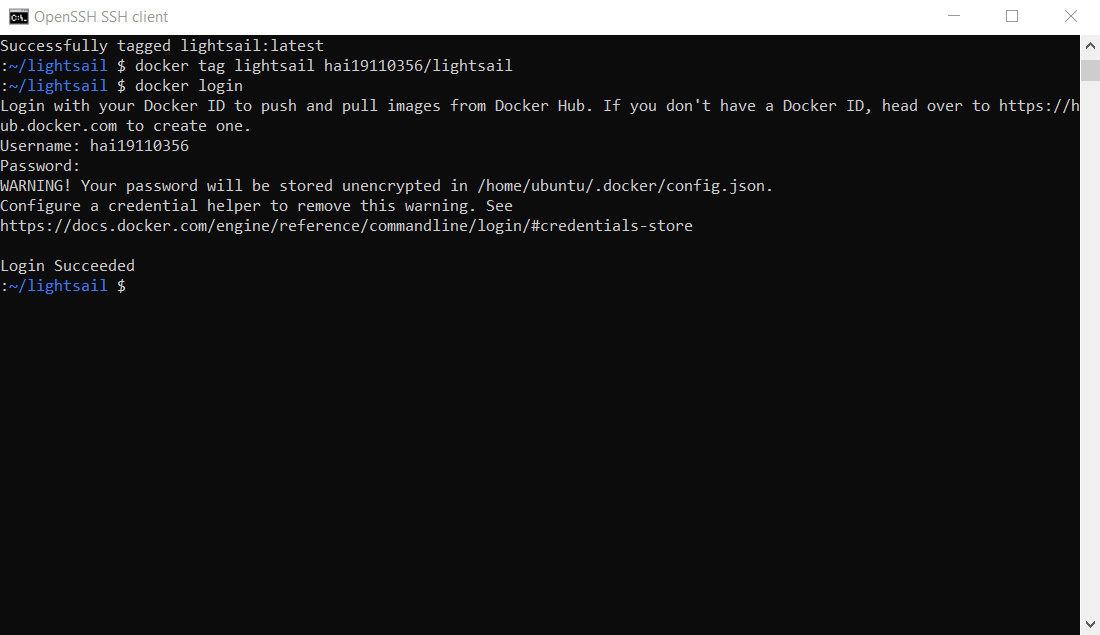 OpenSSH SSH client
Successfully tagged lightsail:latest
:~/lightsail $ docker tag lightsail hai19110356/lightsail
:~/lightsail $ docker login
Login with your Docker ID to push and pull images from Docker Hub. If you don't have a Docker ID, head over to https://h
ub.docker.com to create one.
Username: hai19110356
Password:
WARNING! Your password will be stored unencrypted in /home/ubuntu/.docker/config.json.
Configure a credential helper to remove this warning. See
https://docs.docker.com/engine/reference/commandline/login/#credentials-store
Login Succeeded
:~/lightsail $